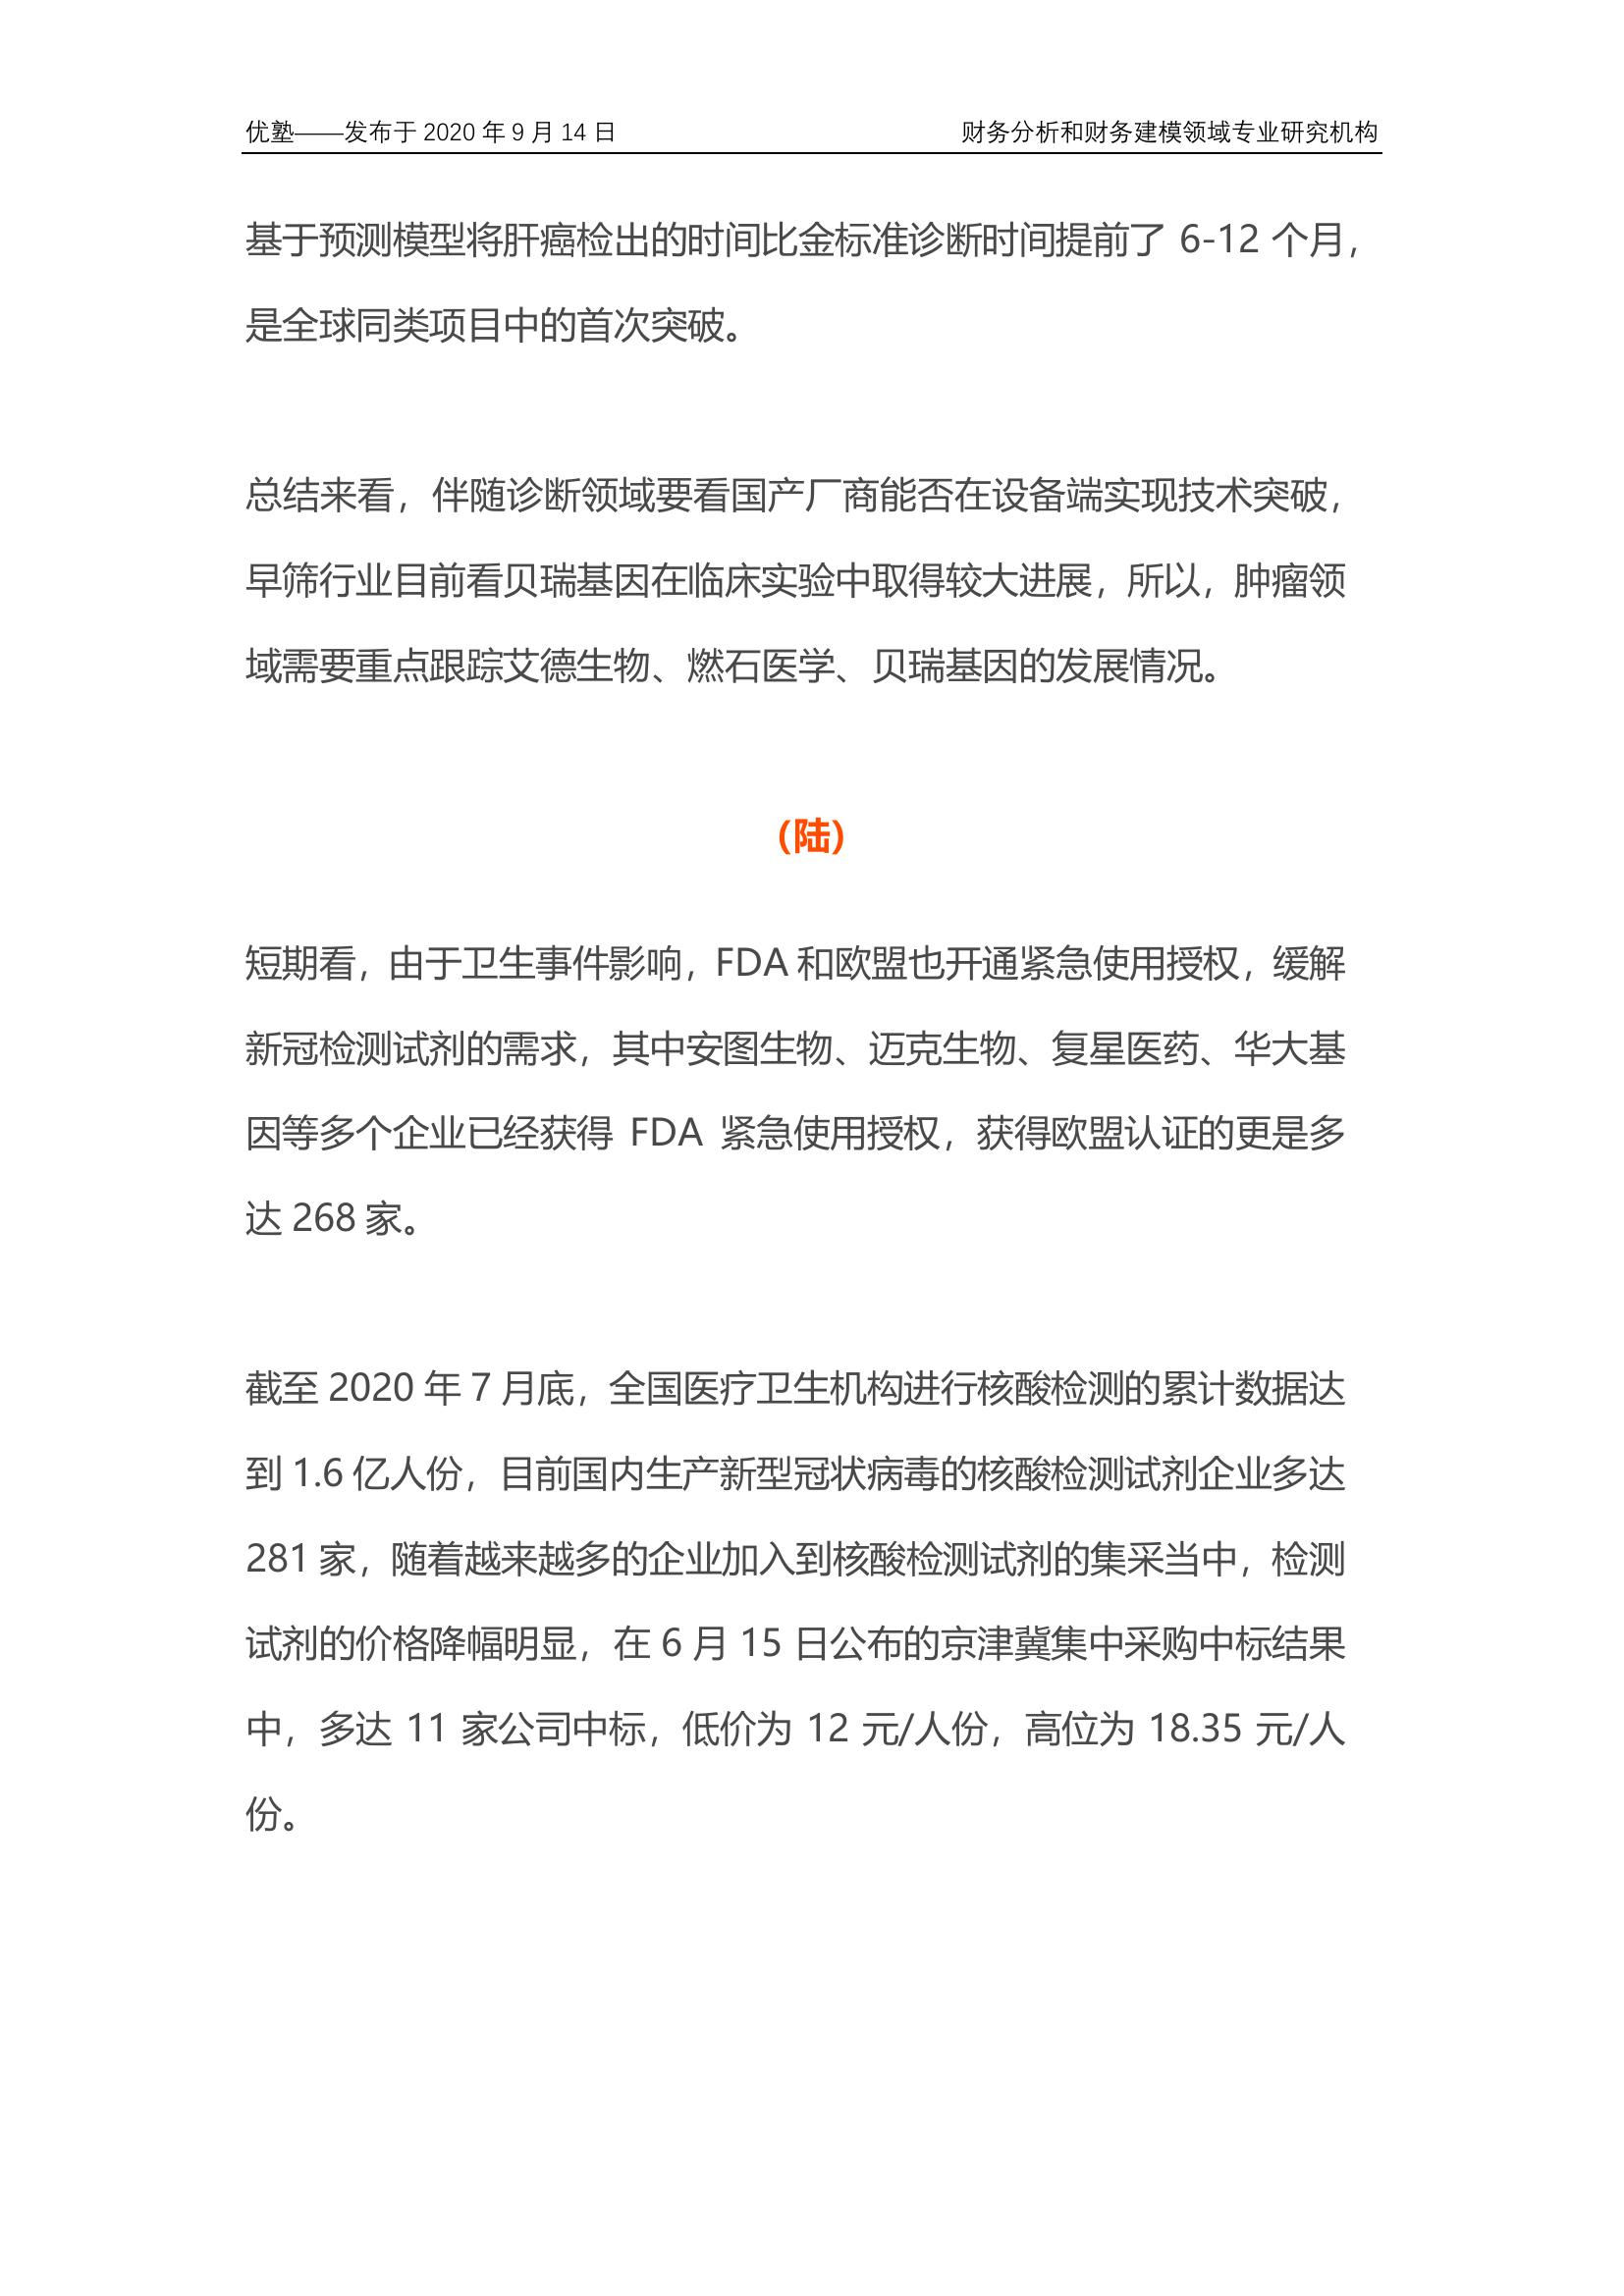 优塾——发布于 2020 年 9 月 14 日 财务分析和财务建模领域专业研究机构
基于预测模型将肝癌检出的时间比金标准诊断时间提前了 6-12 个月，
是全球同类项目中的首次突破。
总结来看，伴随诊断领域要看国产厂商能否在设备端实现技术突破，
早筛行业目前看贝瑞基因在临床实验中取得较大进展，所以，肿瘤领
域需要重点跟踪艾德生物、燃石医学、贝瑞基因的发展情况。
（陆）
短期看，由于卫生事件影响，FDA 和欧盟也开通紧急使用授权，缓解
新冠检测试剂的需求，其中安图生物、迈克生物、复星医药、华大基
因等多个企业已经获得 FDA 紧急使用授权，获得欧盟认证的更是多
达 268 家。
截至 2020 年 7 月底，全国医疗卫生机构进行核酸检测的累计数据达
到 1.6 亿人份，目前国内生产新型冠状病毒的核酸检测试剂企业多达
281 家，随着越来越多的企业加入到核酸检测试剂的集采当中，检测
试剂的价格降幅明显，在 6 月 15 日公布的京津冀集中采购中标结果
中，多达 11 家公司中标，低价为 12 元/人份，高位为 18.35 元/人
份。